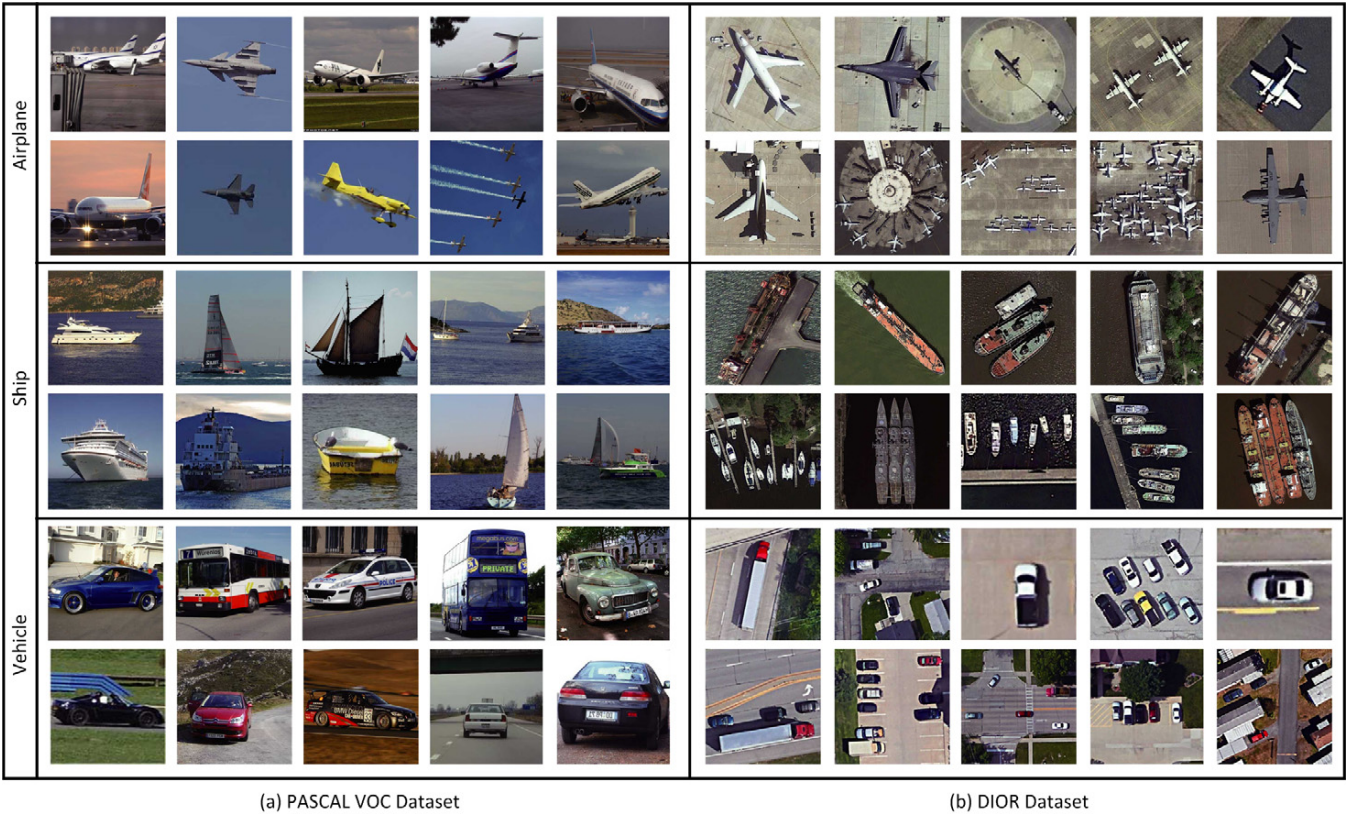 Airplane
Ship
Vehicle
PRIVATE
POLICE
(a) PASCAL VOC Dataset
(b) DIOR Dataset